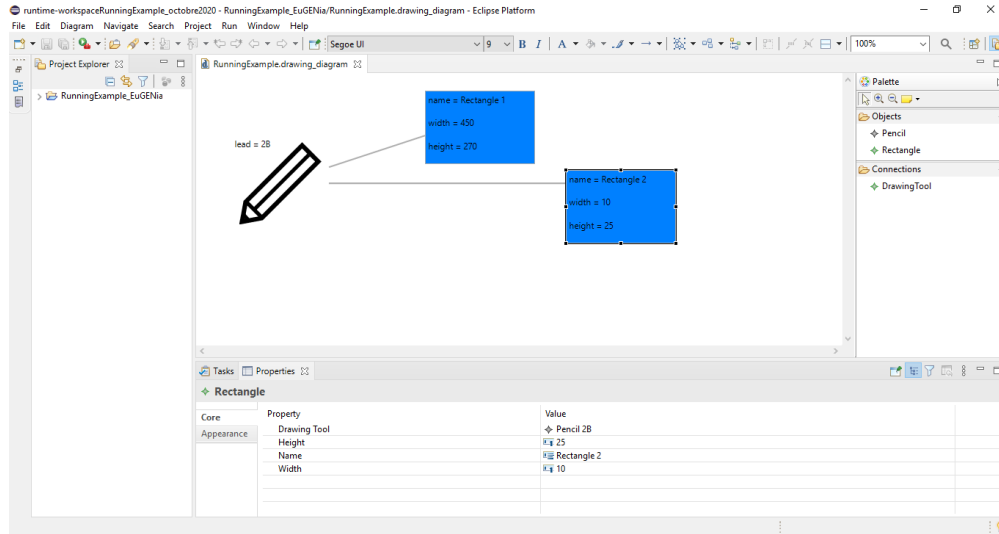 runtime-workspaceRunningExample_octobre2020 - RunningExample_EuGENia/RunningExample.drawing_diagram - Eclipse Platform
File Edit Diagram Navigate Search Project Run Window Help
Segoe UI 9 B I A 100%
Project Explorer
RunningExample_EuGENia
RunningExample.drawing_diagram
lead = 2B
name = Rectangle 1
width = 450
height = 270
name = Rectangle 2
width = 10
height = 25
Palette
Objects
Pencil
Rectangle
Connections
DrawingTool
Tasks Properties
Rectangle
Core
Appearance
Property Value
Drawing Tool Pencil 2B
Height 25
Name Rectangle 2
Width 10